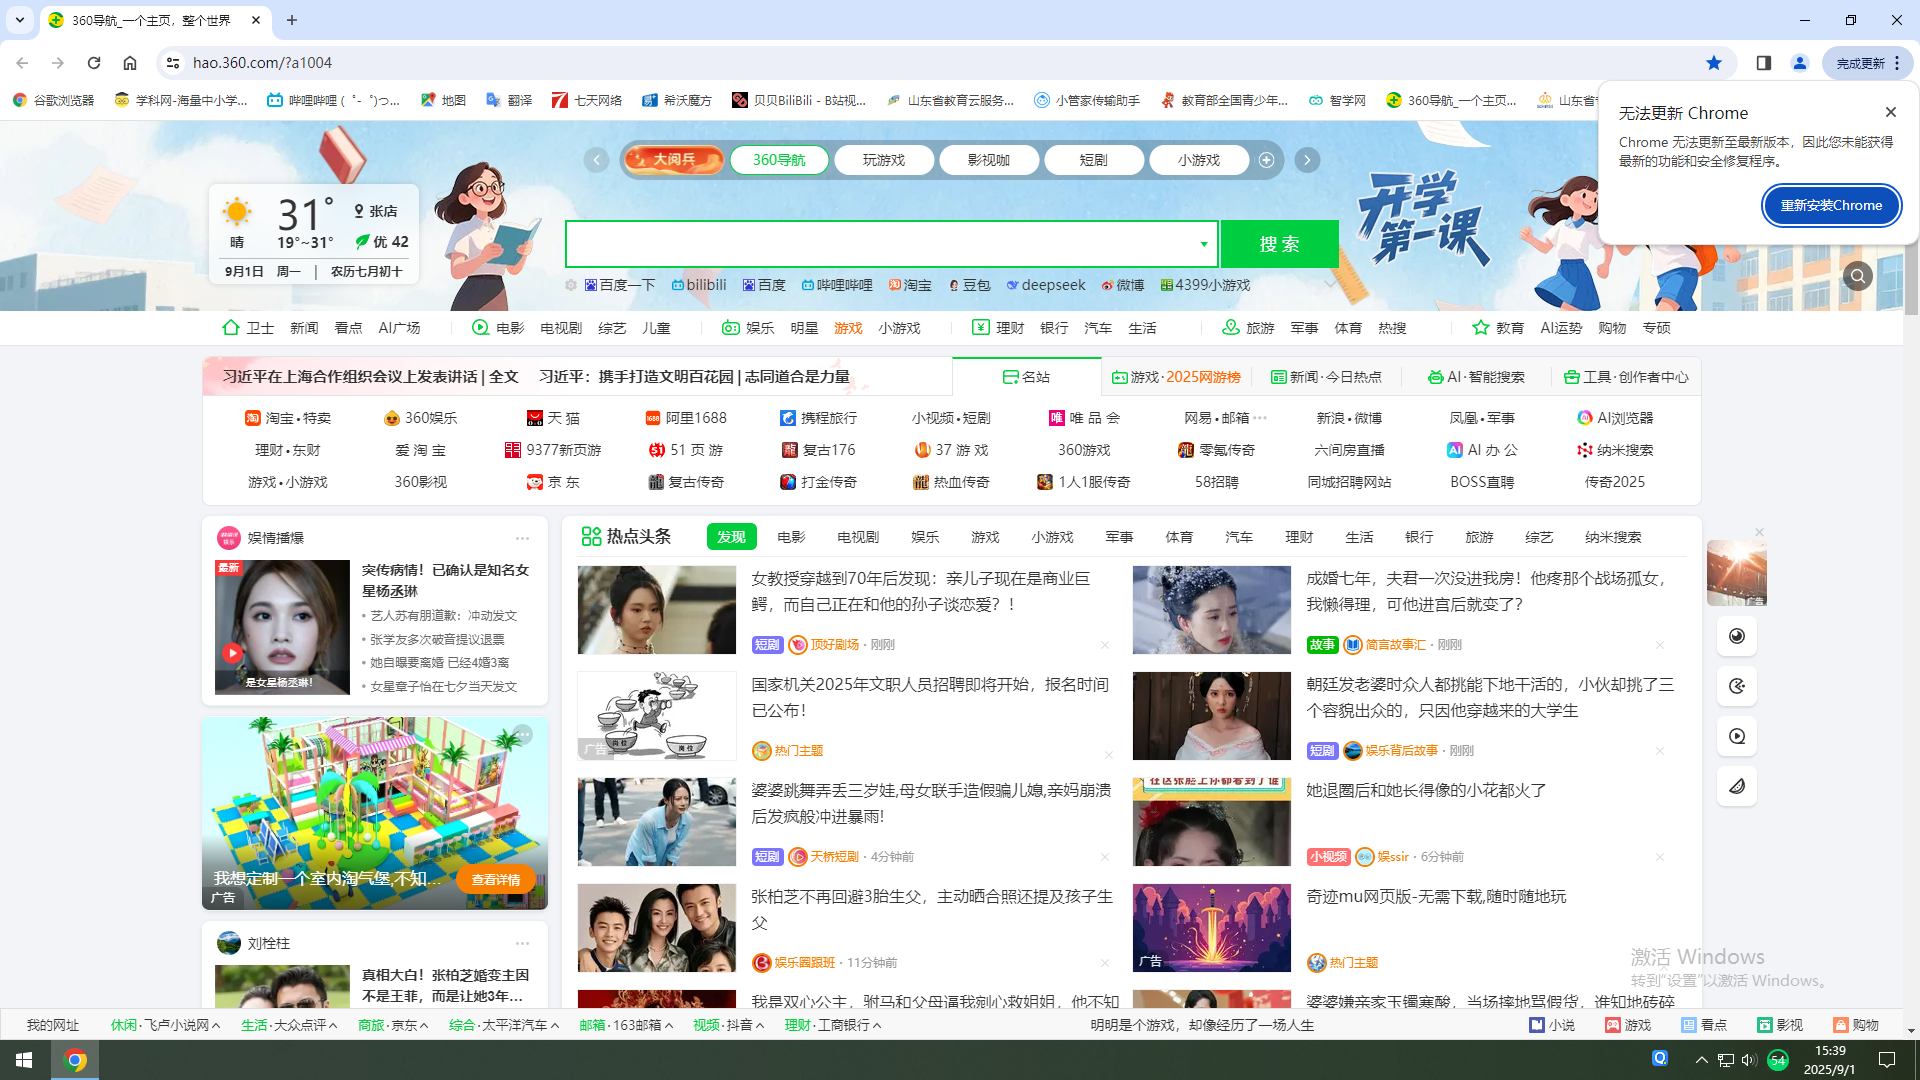 360导航_一个主页，整个世界
hao.360.com/?a1004
完成更新
谷歌浏览器
学科网-海量中小学...
哔哩哔哩 (゜-゜)つ...
地图
翻译
七天网络
希沃魔方
贝贝BiliBili - B站视...
山东省教育云服务...
小管家传输助手
教育部全国青少年...
智学网
360导航_一个主页...
无法更新 Chrome
Chrome 无法更新至最新版本，因此您未能获得
最新的功能和安全修复程序。
重新安装Chrome
大阅兵
360导航
玩游戏
影视咖
短剧
小游戏
31°
张店
晴
19°~31°
优 42
9月1日 周一 | 农历七月初十
搜 索
开学
第一课
百度一下
bilibili
百度
哔哩哔哩
淘宝
豆包
deepseek
微博
4399小游戏
卫士 新闻 看点 AI广场
电影 电视剧 综艺 儿童
娱乐 明星 游戏 小游戏
理财 银行 汽车 生活
旅游 军事 体育 热搜
教育 AI运势 购物 专硕
习近平在上海合作组织会议上发表讲话 | 全文
习近平：携手打造文明百花园 | 志同道合是力量
名站
游戏·2025网游榜
新闻·今日热点
AI·智能搜索
工具·创作者中心
淘宝•特卖 360娱乐 天 猫 阿里1688 携程旅行 小视频•短剧 唯 品 会 网易•邮箱 新浪•微博 凤凰•军事 AI浏览器
理财•东财 爱 淘 宝 9377新页游 51 页 游 复古176 37 游 戏 360游戏 零氪传奇 六间房直播 AI 办 公 纳米搜索
游戏•小游戏 360影视 京 东 复古传奇 打金传奇 热血传奇 1人1服传奇 58招聘 同城招聘网站 BOSS直聘 传奇2025
娱情播爆
最新
是女星杨丞琳!
突传病情！已确认是知名女
星杨丞琳
• 艺人苏有朋道歉：冲动发文
• 张学友多次破音提议退票
• 她自曝要离婚 已经4婚3离
• 女星章子怡在七夕当天发文
我想定制一个室内淘气堡,不知...
查看详情
广告
刘栓柱
真相大白！张柏芝婚变主因
不是王菲，而是让她3年...
热点头条
发现 电影 电视剧 娱乐 游戏 小游戏 军事 体育 汽车 理财 生活 银行 旅游 综艺 纳米搜索
女教授穿越到70年后发现：亲儿子现在是商业巨
鳄，而自己正在和他的孙子谈恋爱？！
短剧 顶好剧场 · 刚刚
成婚七年，夫君一次没进我房！他疼那个战场孤女，
我懒得理，可他进宫后就变了？
故事 简言故事汇 · 刚刚
岗位
岗位
广告
国家机关2025年文职人员招聘即将开始，报名时间
已公布！
热门主题
朝廷发老婆时众人都挑能下地干活的，小伙却挑了三
个容貌出众的，只因他穿越来的大学生
短剧 娱乐背后故事 · 刚刚
婆婆跳舞弄丢三岁娃,母女联手造假骗儿媳,亲妈崩溃
后发疯般冲进暴雨!
短剧 天桥短剧 · 4分钟前
在这张脸上你都看到了谁
她退圈后和她长得像的小花都火了
小视频 娱ssir · 6分钟前
张柏芝不再回避3胎生父，主动晒合照还提及孩子生
父
娱乐圈跟班 · 11分钟前
广告
奇迹mu网页版-无需下载,随时随地玩
热门主题
我是双心公主，驸马和父母逼我剜心救姐姐，他不知
婆婆嫌亲家玉镯寒酸，当场摔地骂假货，谁知地砖碎
广告
激活 Windows
转到"设置"以激活 Windows。
我的网址
休闲·飞卢小说网
生活·大众点评
商旅·京东
综合·太平洋汽车
邮箱·163邮箱
视频·抖音
理财·工商银行
明明是个游戏，却像经历了一场人生
小说
游戏
看点
影视
购物
54
15:39
2025/9/1